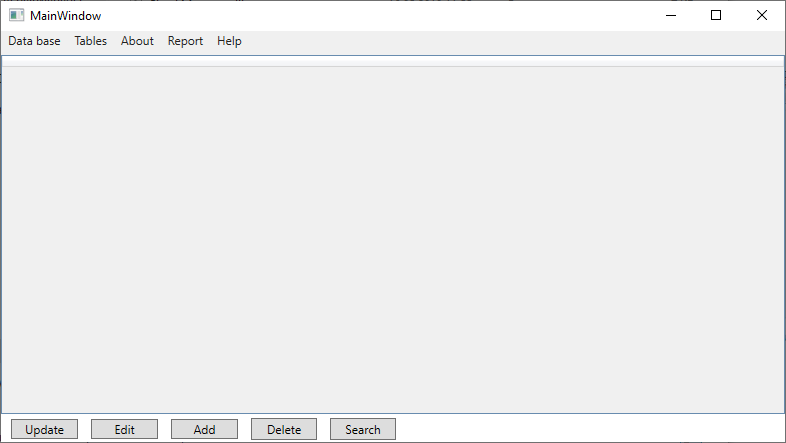 MainWindow
Data base Tables About Report Help
Update Edit Add Delete Search